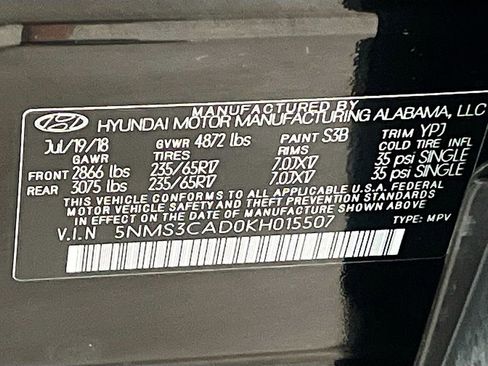 MANUFACTURED BY
HYUNDAI MOTOR MANUFACTURING ALABAMA, LLC
Jul/19/18 GVWR 4872 lbs PAINT S3B TRIM YPJ
GAWR TIRES RIMS COLD TIRE INFL
FRONT 2866 lbs 235/65R17 7.0JX17 35 psi SINGLE
REAR 3075 lbs 235/65R17 7.0JX17 35 psi SINGLE
THIS VEHICLE CONFORMS TO ALL APPLICABLE U.S.A. FEDERAL
MOTOR VEHICLE SAFETY AND THEFT PREVENTION STANDARDS
IN EFFECT ON THE DATE OF MANUFACTURE SHOWN ABOVE.
V.I.N 5NMS3CAD0KH015507 TYPE: MPV